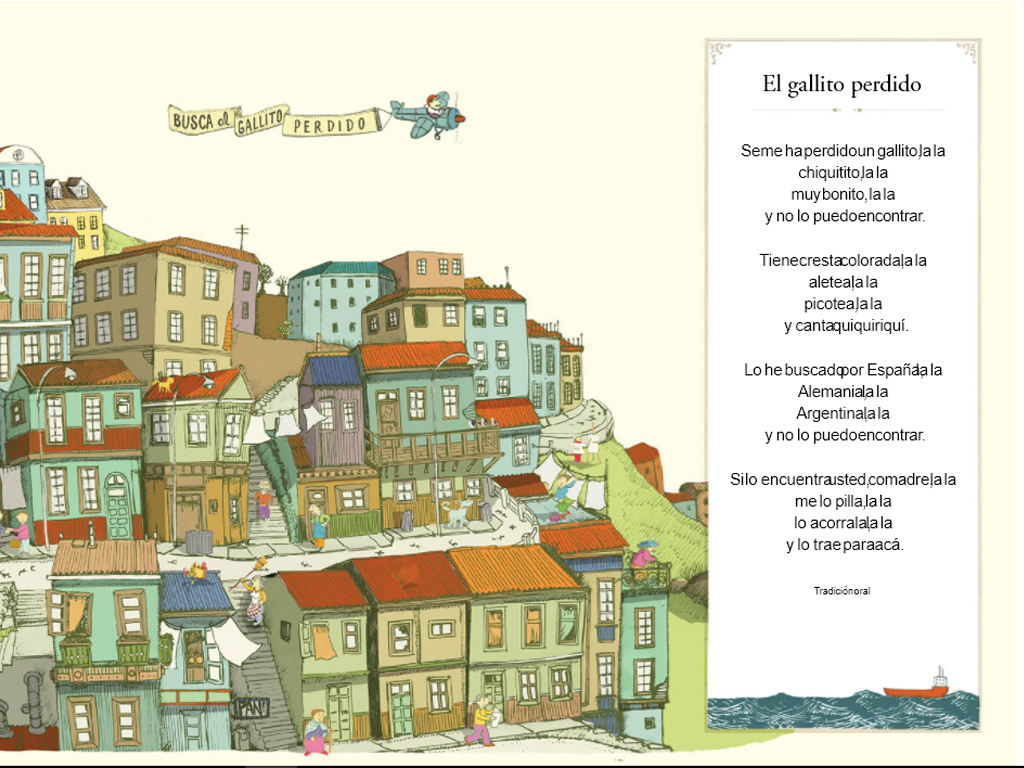 BUSCA al GALLITO PERDIDO
El gallito perdido
Se me ha perdido un gallito, la la
chiquitito, la la
muy bonito, la la
y no lo puedo encontrar.
Tiene cresta colorada, la la
aletea, la la
picotea, la la
y canta quiquiriquí.
Lo he buscado por España, la la
Alemania, la la
Argentina, la la
y no lo puedo encontrar.
Si lo encuentra usted, comadre, la la
me lo pilla, la la
lo acorrala, la la
y lo trae para acá.
Tradición oral
PAN